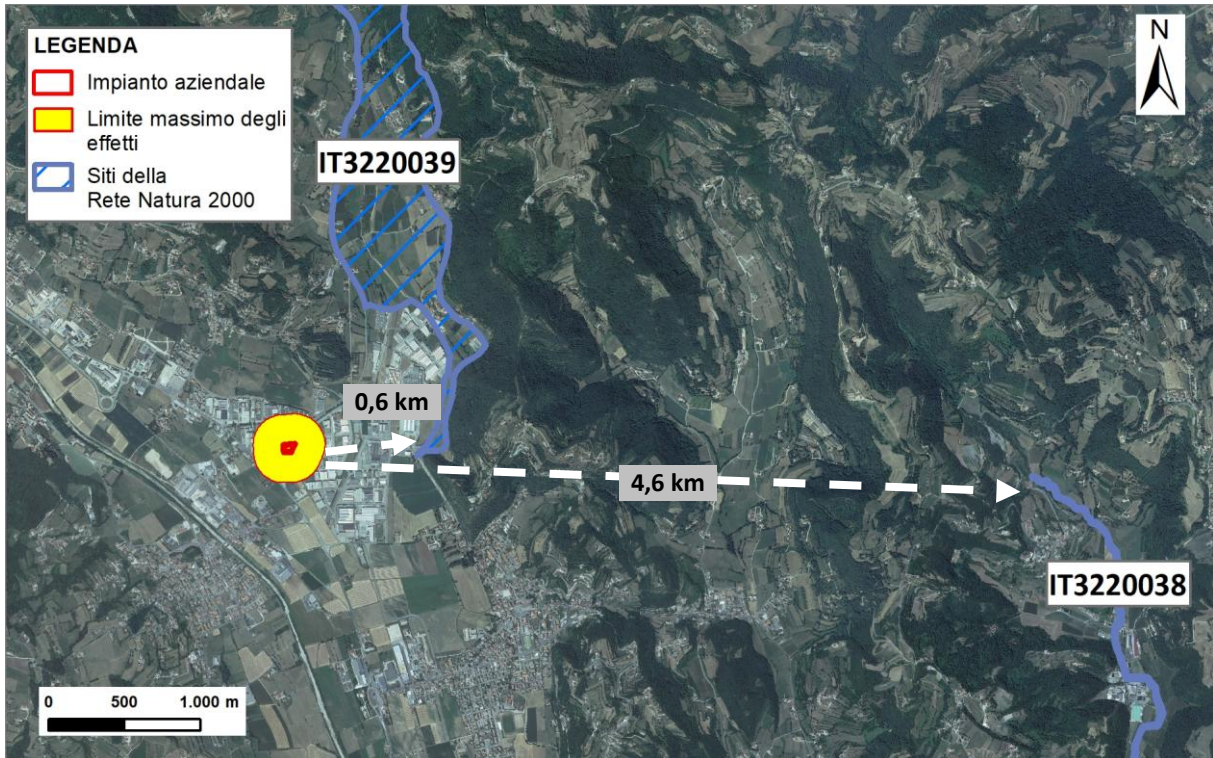 LEGENDA
Impianto aziendale
Limite massimo degli
effetti
Siti della
Rete Natura 2000
N
IT3220039
0,6 km
4,6 km
IT3220038
0 500 1.000 m